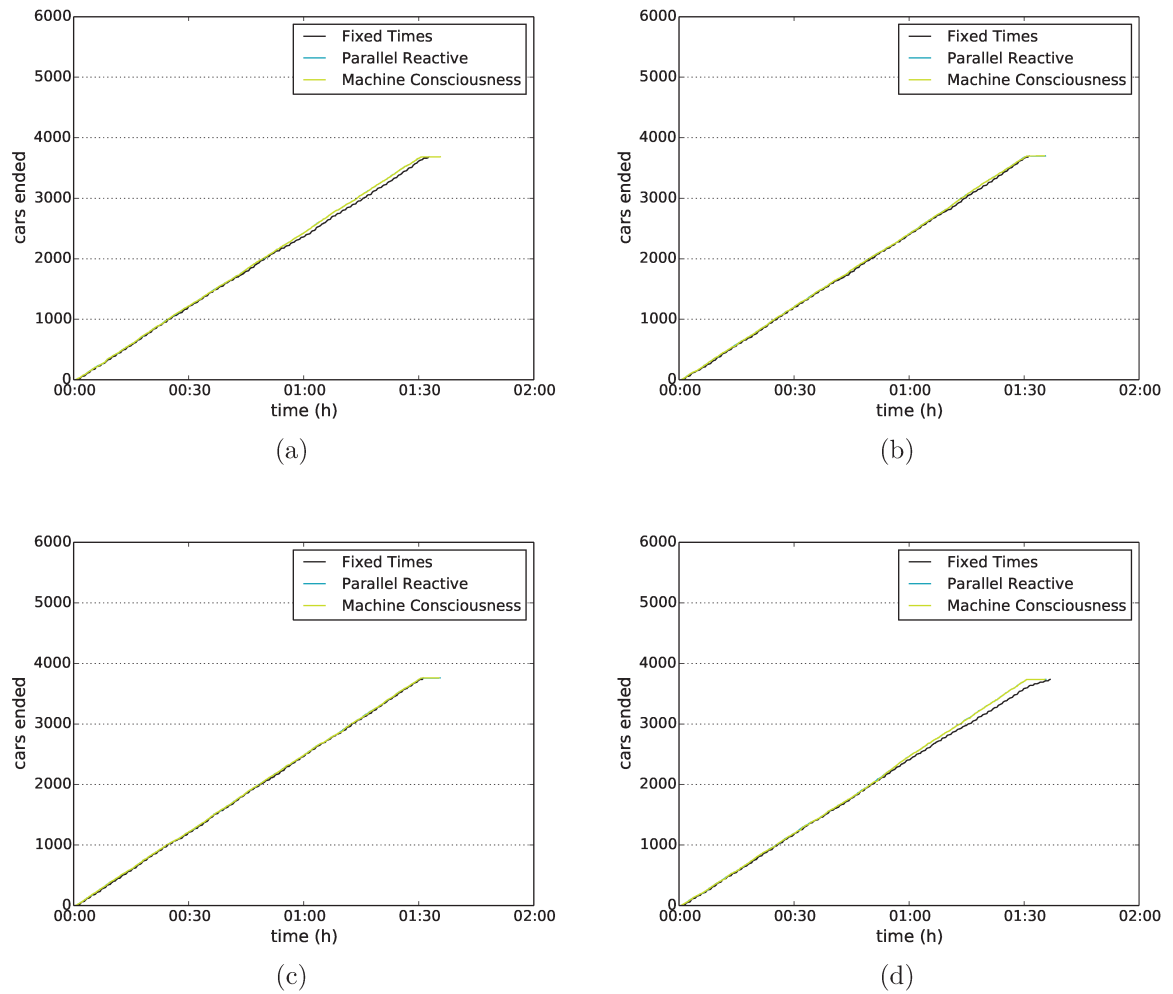 6000
5000
4000
3000
2000
1000
0
cars ended
Fixed Times
Parallel Reactive
Machine Consciousness
00:00 00:30 01:00 01:30 02:00
time (h)
(a)
6000
5000
4000
3000
2000
1000
0
cars ended
Fixed Times
Parallel Reactive
Machine Consciousness
00:00 00:30 01:00 01:30 02:00
time (h)
(b)
6000
5000
4000
3000
2000
1000
0
cars ended
Fixed Times
Parallel Reactive
Machine Consciousness
00:00 00:30 01:00 01:30 02:00
time (h)
(c)
6000
5000
4000
3000
2000
1000
0
cars ended
Fixed Times
Parallel Reactive
Machine Consciousness
00:00 00:30 01:00 01:30 02:00
time (h)
(d)